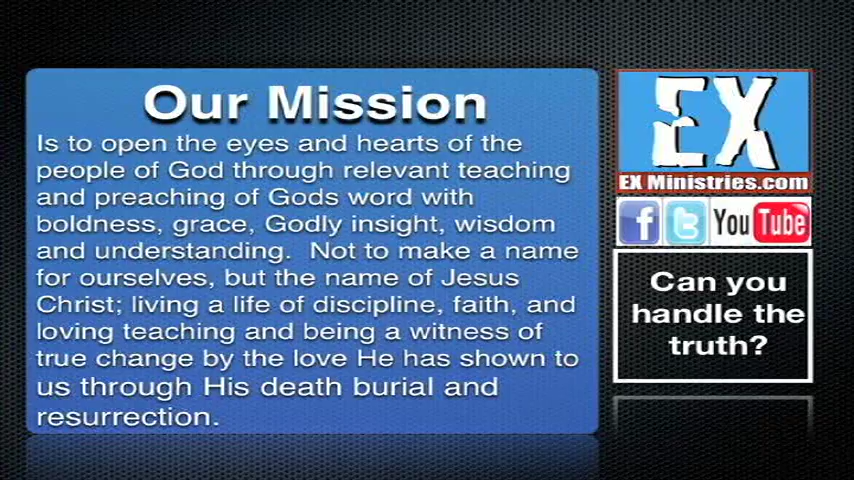 Our Mission
Is to open the eyes and hearts of the
people of God through relevant teaching
and preaching of Gods word with
boldness, grace, Godly insight, wisdom
and understanding.  Not to make a name
for ourselves, but the name of Jesus
Christ; living a life of discipline, faith, and
loving teaching and being a witness of
true change by the love He has shown to
us through His death burial and
resurrection.
EX
EX Ministries.com
f t You Tube
Can you
handle the
truth?